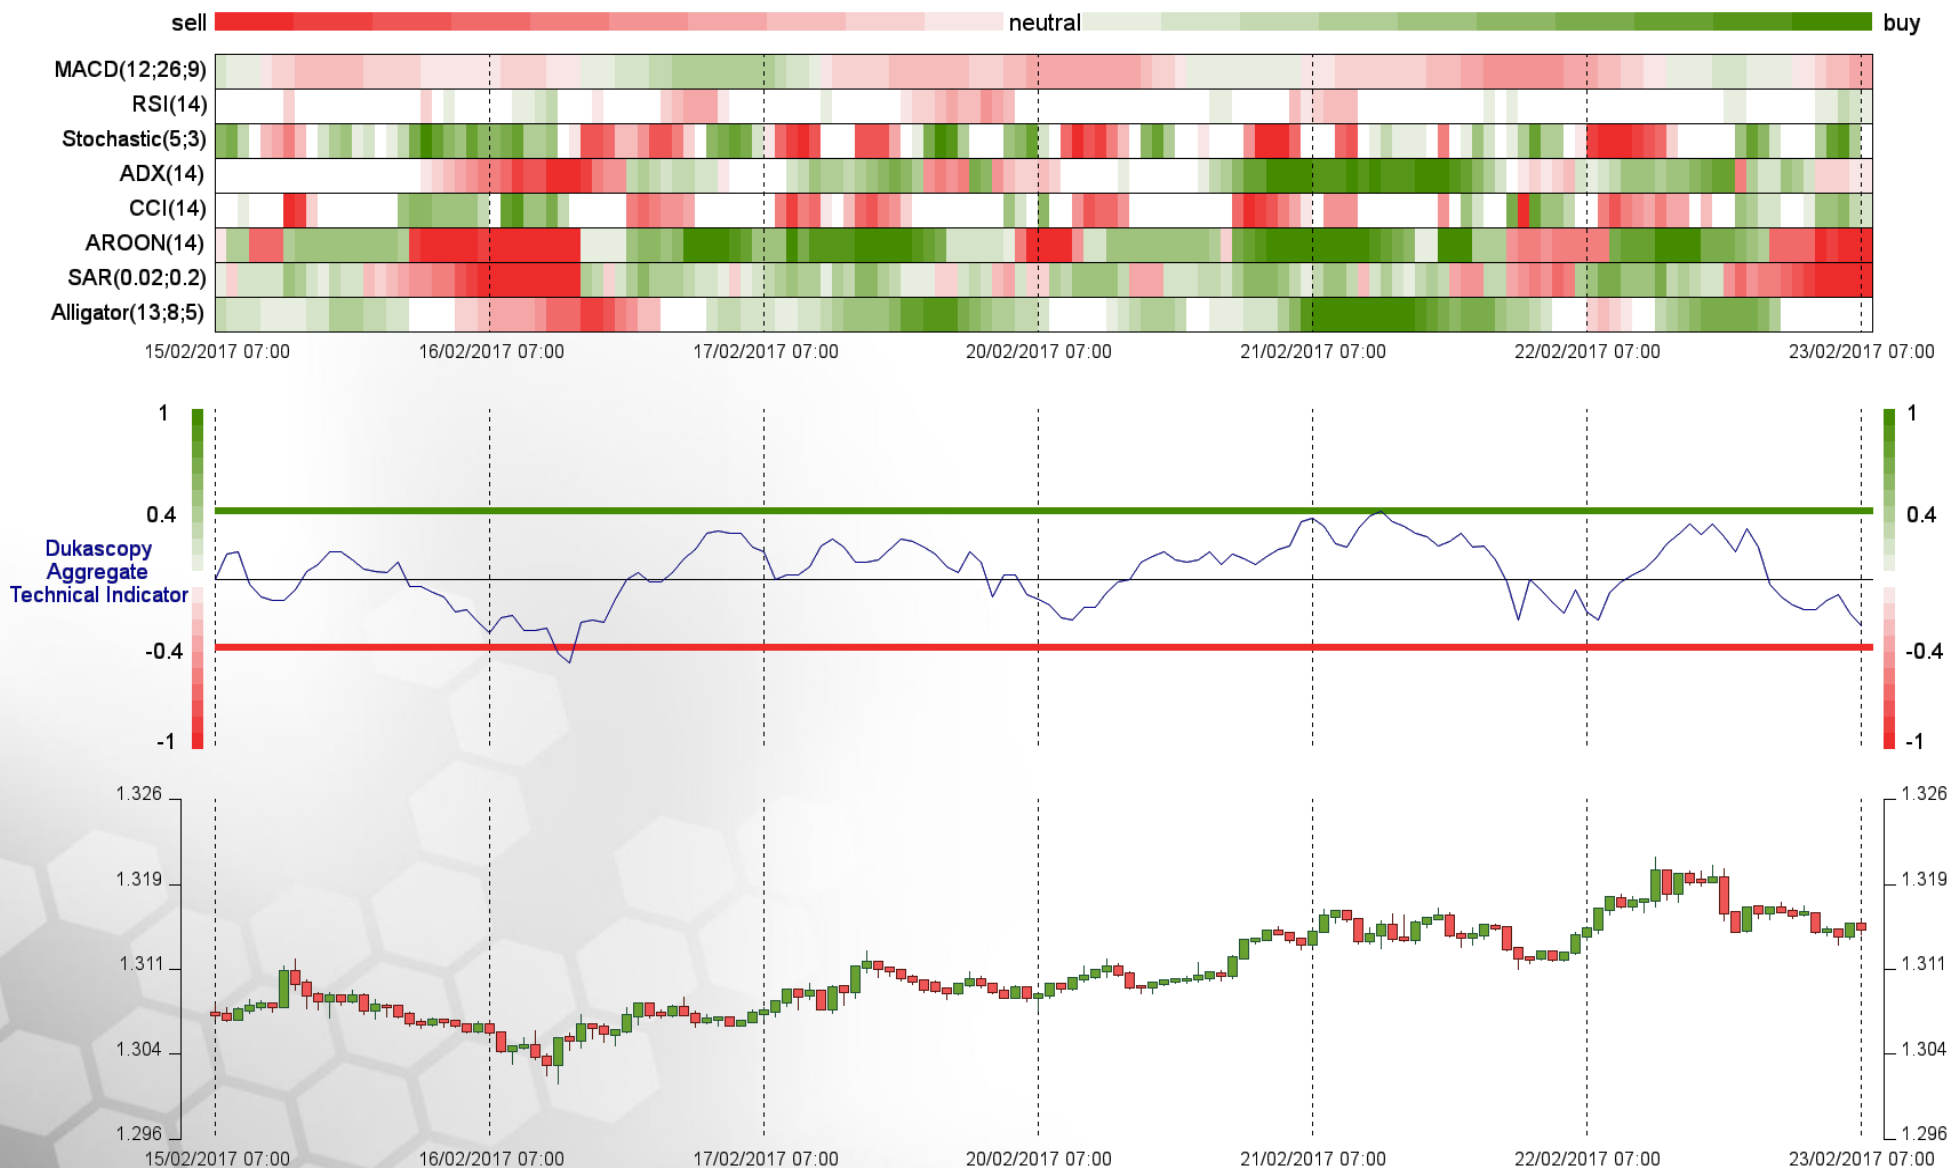 sell neutral buy
MACD(12;26;9)
RSI(14)
Stochastic(5;3)
ADX(14)
CCI(14)
AROON(14)
SAR(0.02;0.2)
Alligator(13;8;5)
15/02/2017 07:00 16/02/2017 07:00 17/02/2017 07:00 20/02/2017 07:00 21/02/2017 07:00 22/02/2017 07:00 23/02/2017 07:00
1 1
0.4 0.4
Dukascopy
Aggregate
Technical Indicator
-0.4 -0.4
-1 -1
1.326 1.326
1.319 1.319
1.311 1.311
1.304 1.304
1.296 1.296
15/02/2017 07:00 16/02/2017 07:00 17/02/2017 07:00 20/02/2017 07:00 21/02/2017 07:00 22/02/2017 07:00 23/02/2017 07:00